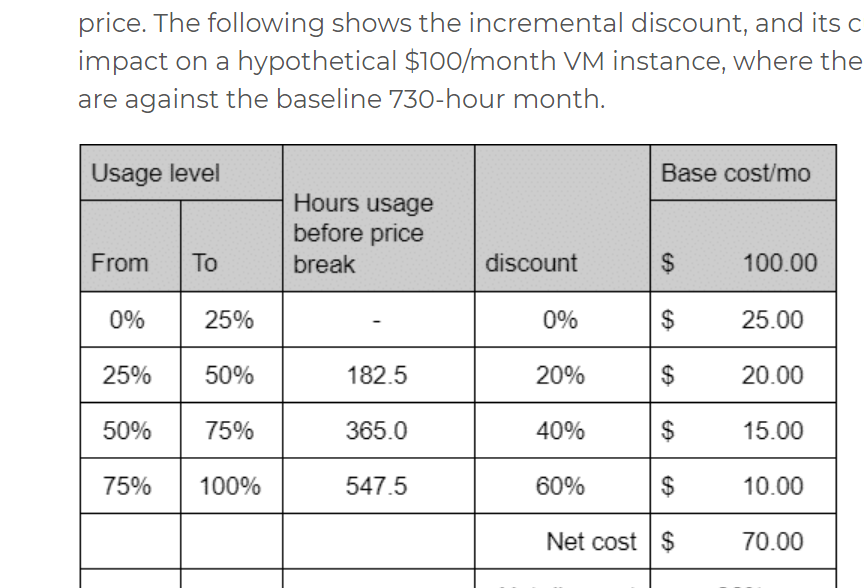 price. The following shows the incremental discount, and its c
impact on a hypothetical $100/month VM instance, where the
are against the baseline 730-hour month.
Usage level Hours usage before price break discount Base cost/mo
From To $ 100.00
0% 25% - 0% $ 25.00
25% 50% 182.5 20% $ 20.00
50% 75% 365.0 40% $ 15.00
75% 100% 547.5 60% $ 10.00
Net cost $ 70.00